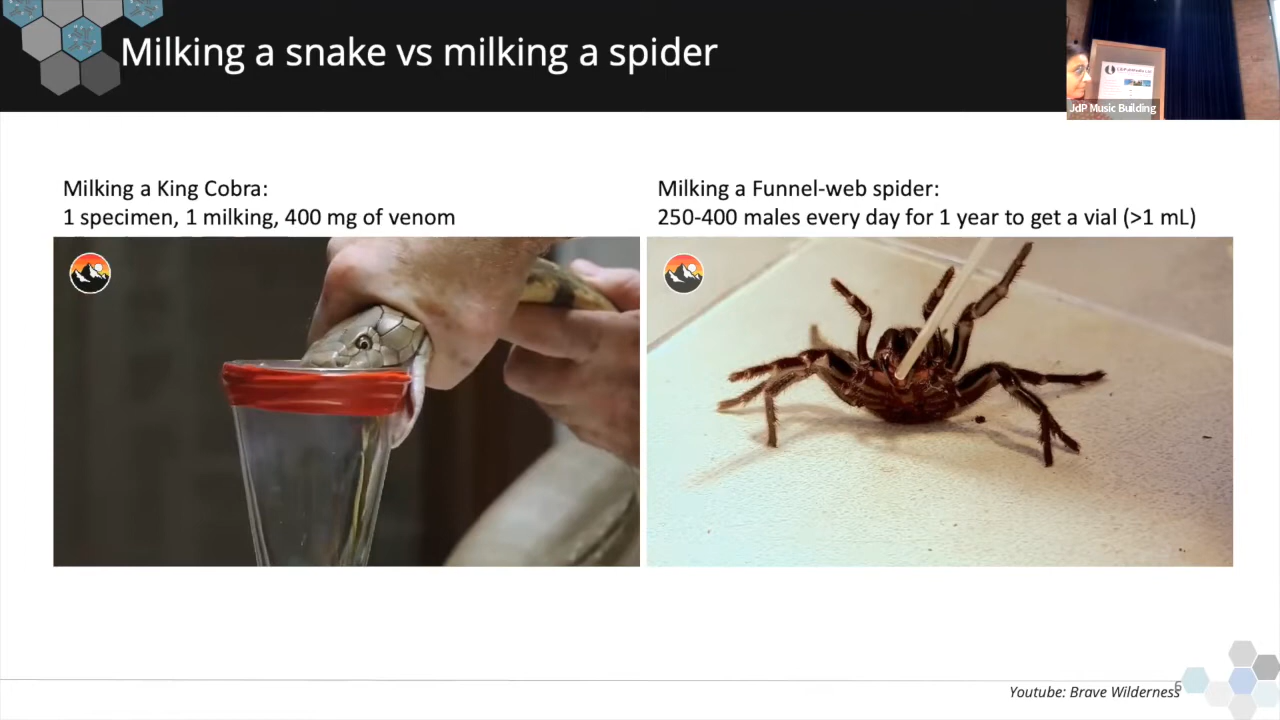 Milking a snake vs milking a spider
JdP Music Building
Milking a King Cobra:
1 specimen, 1 milking, 400 mg of venom
Milking a Funnel-web spider:
250-400 males every day for 1 year to get a vial (>1 mL)
Youtube: Brave Wilderness
6